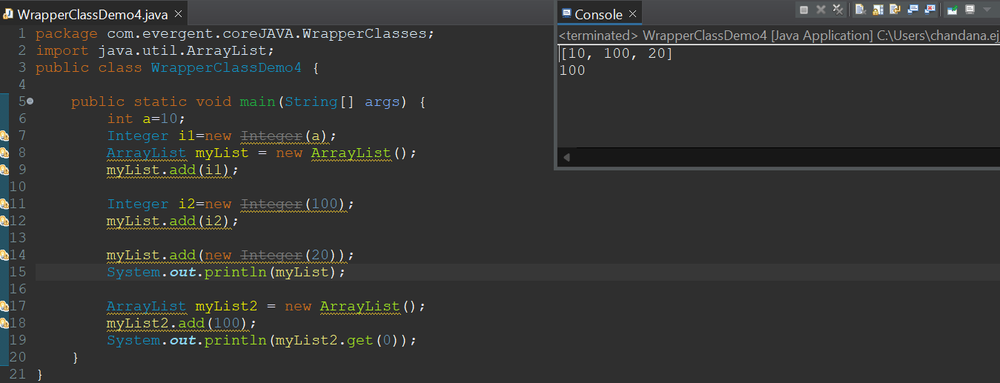 WrapperClassDemo4.java
1 package com.evergent.coreJAVA.WrapperClasses;
2 import java.util.ArrayList;
3 public class WrapperClassDemo4 {
4
5 public static void main(String[] args) {
6 int a=10;
7 Integer i1=new Integer(a);
8 ArrayList myList = new ArrayList();
9 myList.add(i1);
10
11 Integer i2=new Integer(100);
12 myList.add(i2);
13
14 myList.add(new Integer(20));
15 System.out.println(myList);
16
17 ArrayList myList2 = new ArrayList();
18 myList2.add(100);
19 System.out.println(myList2.get(0));
20 }
21 }
Console
<terminated> WrapperClassDemo4 [Java Application] C:\Users\chandana.ej
[10, 100, 20]
100